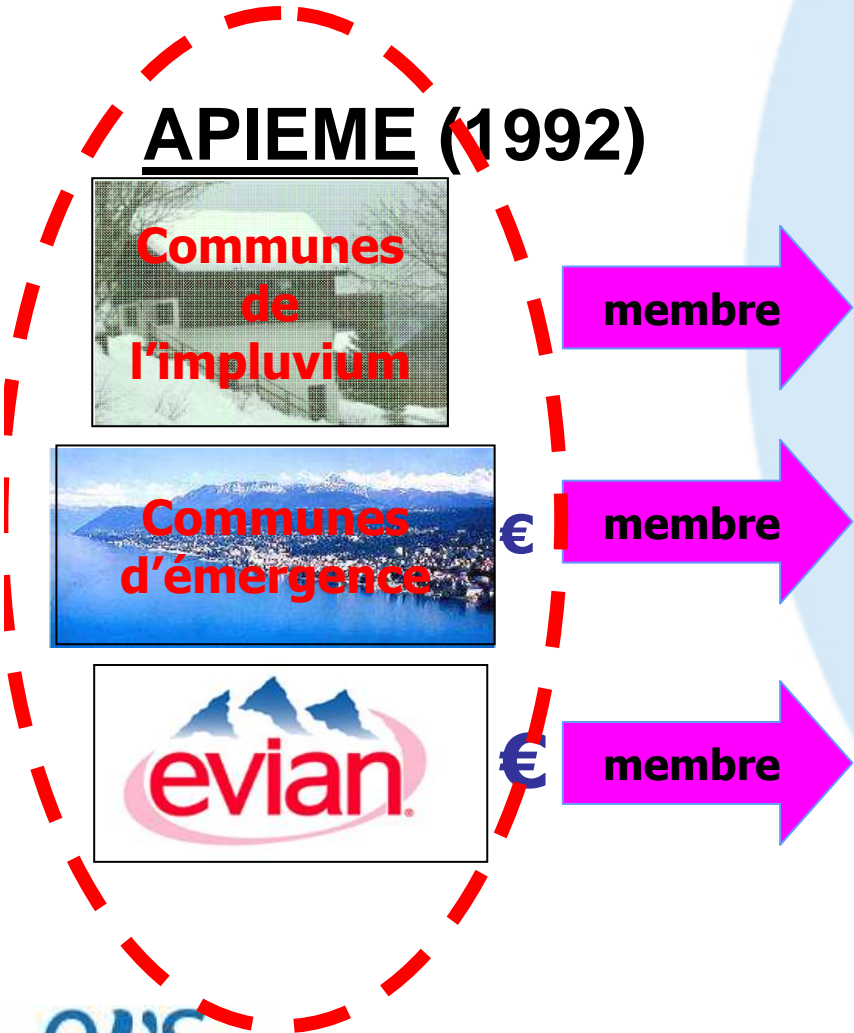 APIEME (1992)
Communes
de
l’impluvium
membre
Communes
d’émergence
€
membre
evian.
€
membre